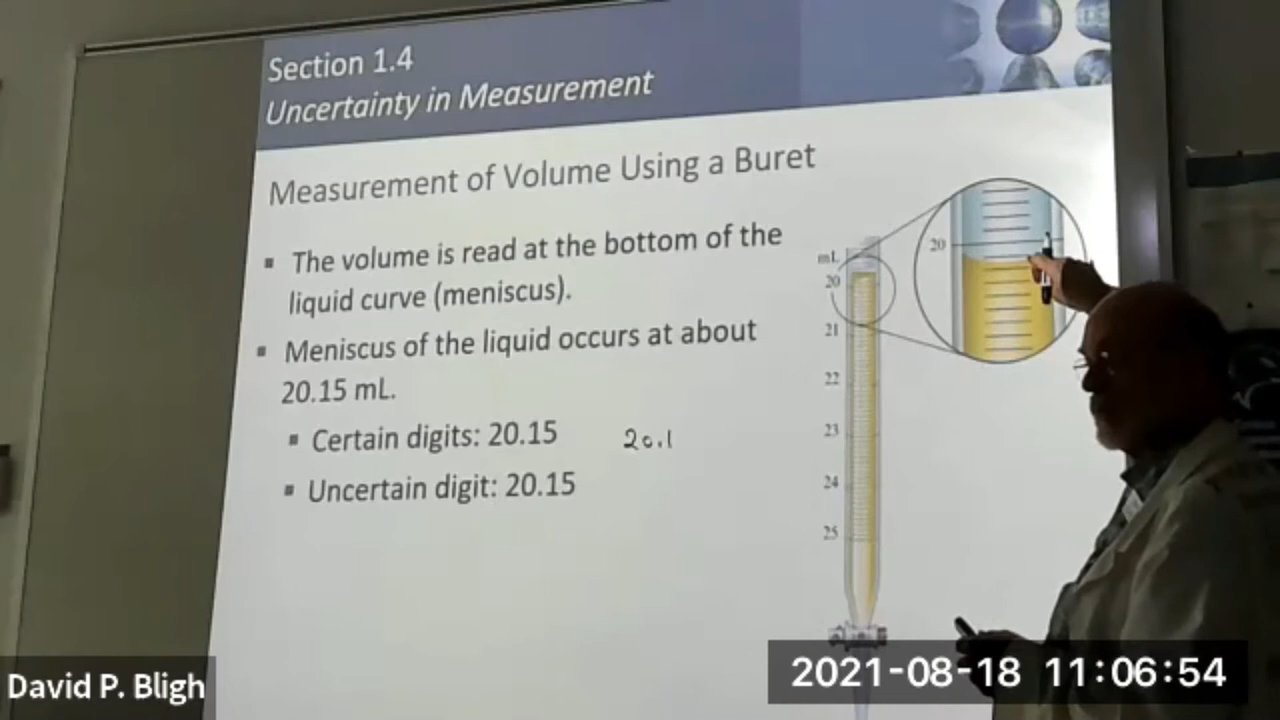 Section 1.4
Uncertainty in Measurement
Measurement of Volume Using a Buret
▪ The volume is read at the bottom of the
liquid curve (meniscus).
▪ Meniscus of the liquid occurs at about
20.15 mL.
▪ Certain digits: 20.15
20.1
▪ Uncertain digit: 20.15
mL
20
21
22
23
24
25
20
David P. Bligh
2021-08-18 11:06:54